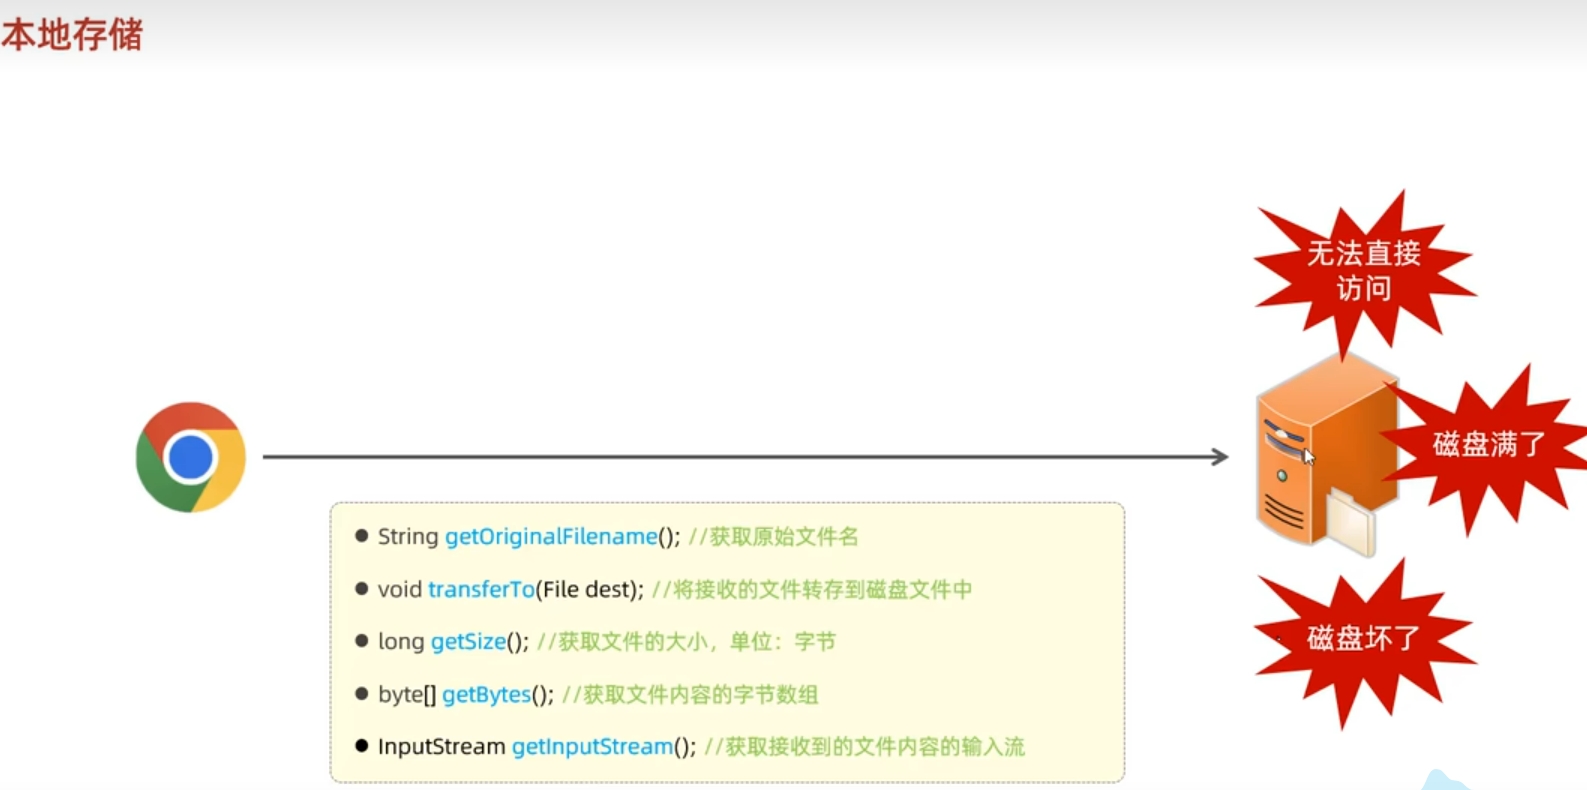 本地存储
无法直接
访问
磁盘满了
String getOriginalFilename(); //获取原始文件名
void transferTo(File dest); //将接收的文件转存到磁盘文件中
long getSize(); //获取文件的大小，单位：字节
byte[] getBytes(); //获取文件内容的字节数组
InputStream getInputStream(); //获取接收到的文件内容的输入流
磁盘坏了